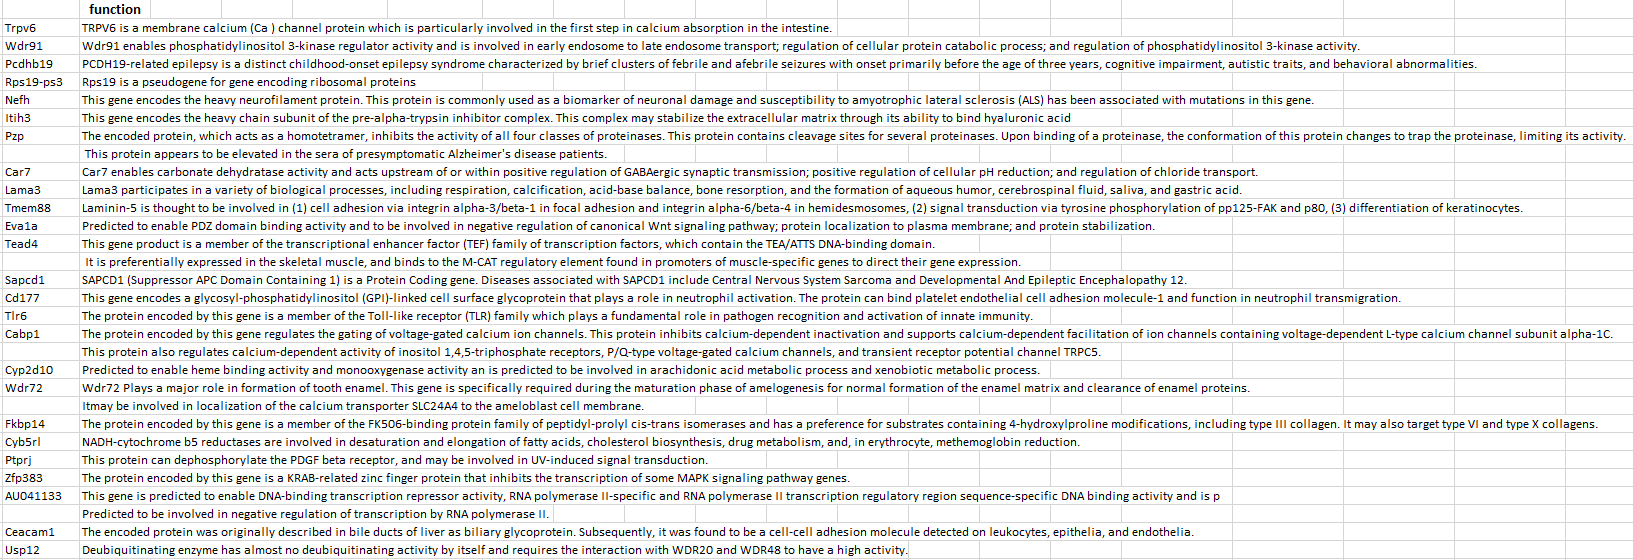 function
Trpv6 TRPV6 is a membrane calcium (Ca ) channel protein which is particularly involved in the first step in calcium absorption in the intestine.
Wdr91 Wdr91 enables phosphatidylinositol 3-kinase regulator activity and is involved in early endosome to late endosome transport; regulation of cellular protein catabolic process; and regulation of phosphatidylinositol 3-kinase activity.
Pcdhb19 PCDH19-related epilepsy is a distinct childhood-onset epilepsy syndrome characterized by brief clusters of febrile and afebrile seizures with onset primarily before the age of three years, cognitive impairment, autistic traits, and behavioral abnormalities.
Rps19-ps3 Rps19 is a pseudogene for gene encoding ribosomal proteins
Nefh This gene encodes the heavy neurofilament protein. This protein is commonly used as a biomarker of neuronal damage and susceptibility to amyotrophic lateral sclerosis (ALS) has been associated with mutations in this gene.
Itih3 This gene encodes the heavy chain subunit of the pre-alpha-trypsin inhibitor complex. This complex may stabilize the extracellular matrix through its ability to bind hyaluronic acid
Pzp The encoded protein, which acts as a homotetramer, inhibits the activity of all four classes of proteinases. This protein contains cleavage sites for several proteinases. Upon binding of a proteinase, the conformation of this protein changes to trap the proteinase, limiting its activity.
This protein appears to be elevated in the sera of presymptomatic Alzheimer's disease patients.
Car7 Car7 enables carbonate dehydratase activity and acts upstream of or within positive regulation of GABAergic synaptic transmission; positive regulation of cellular pH reduction; and regulation of chloride transport.
Lama3 Lama3 participates in a variety of biological processes, including respiration, calcification, acid-base balance, bone resorption, and the formation of aqueous humor, cerebrospinal fluid, saliva, and gastric acid.
Tmem88 Laminin-5 is thought to be involved in (1) cell adhesion via integrin alpha-3/beta-1 in focal adhesion and integrin alpha-6/beta-4 in hemidesmosomes, (2) signal transduction via tyrosine phosphorylation of pp125-FAK and p80, (3) differentiation of keratinocytes.
Eva1a Predicted to enable PDZ domain binding activity and to be involved in negative regulation of canonical Wnt signaling pathway; protein localization to plasma membrane; and protein stabilization.
Tead4 This gene product is a member of the transcriptional enhancer factor (TEF) family of transcription factors, which contain the TEA/ATTS DNA-binding domain.
It is preferentially expressed in the skeletal muscle, and binds to the M-CAT regulatory element found in promoters of muscle-specific genes to direct their gene expression.
Sapcd1 SAPCD1 (Suppressor APC Domain Containing 1) is a Protein Coding gene. Diseases associated with SAPCD1 include Central Nervous System Sarcoma and Developmental And Epileptic Encephalopathy 12.
Cd177 This gene encodes a glycosyl-phosphatidylinositol (GPI)-linked cell surface glycoprotein that plays a role in neutrophil activation. The protein can bind platelet endothelial cell adhesion molecule-1 and function in neutrophil transmigration.
Tlr6 The protein encoded by this gene is a member of the Toll-like receptor (TLR) family which plays a fundamental role in pathogen recognition and activation of innate immunity.
Cabp1 The protein encoded by this gene regulates the gating of voltage-gated calcium ion channels. This protein inhibits calcium-dependent inactivation and supports calcium-dependent facilitation of ion channels containing voltage-dependent L-type calcium channel subunit alpha-1C.
This protein also regulates calcium-dependent activity of inositol 1,4,5-triphosphate receptors, P/Q-type voltage-gated calcium channels, and transient receptor potential channel TRPC5.
Cyp2d10 Predicted to enable heme binding activity and monooxygenase activity an is predicted to be involved in arachidonic acid metabolic process and xenobiotic metabolic process.
Wdr72 Wdr72 Plays a major role in formation of tooth enamel. This gene is specifically required during the maturation phase of amelogenesis for normal formation of the enamel matrix and clearance of enamel proteins.
Itmay be involved in localization of the calcium transporter SLC24A4 to the ameloblast cell membrane.
Fkbp14 The protein encoded by this gene is a member of the FK506-binding protein family of peptidyl-prolyl cis-trans isomerases and has a preference for substrates containing 4-hydroxylproline modifications, including type III collagen. It may also target type VI and type X collagens.
Cyb5rl NADH-cytochrome b5 reductases are involved in desaturation and elongation of fatty acids, cholesterol biosynthesis, drug metabolism, and, in erythrocyte, methemoglobin reduction.
Ptprj This protein can dephosphorylate the PDGF beta receptor, and may be involved in UV-induced signal transduction.
Zfp383 The protein encoded by this gene is a KRAB-related zinc finger protein that inhibits the transcription of some MAPK signaling pathway genes.
AU041133 This gene is predicted to enable DNA-binding transcription repressor activity, RNA polymerase II-specific and RNA polymerase II transcription regulatory region sequence-specific DNA binding activity and is p
Predicted to be involved in negative regulation of transcription by RNA polymerase II.
Ceacam1 The encoded protein was originally described in bile ducts of liver as biliary glycoprotein. Subsequently, it was found to be a cell-cell adhesion molecule detected on leukocytes, epithelia, and endothelia.
Usp12 Deubiquitinating enzyme has almost no deubiquitinating activity by itself and requires the interaction with WDR20 and WDR48 to have a high activity.